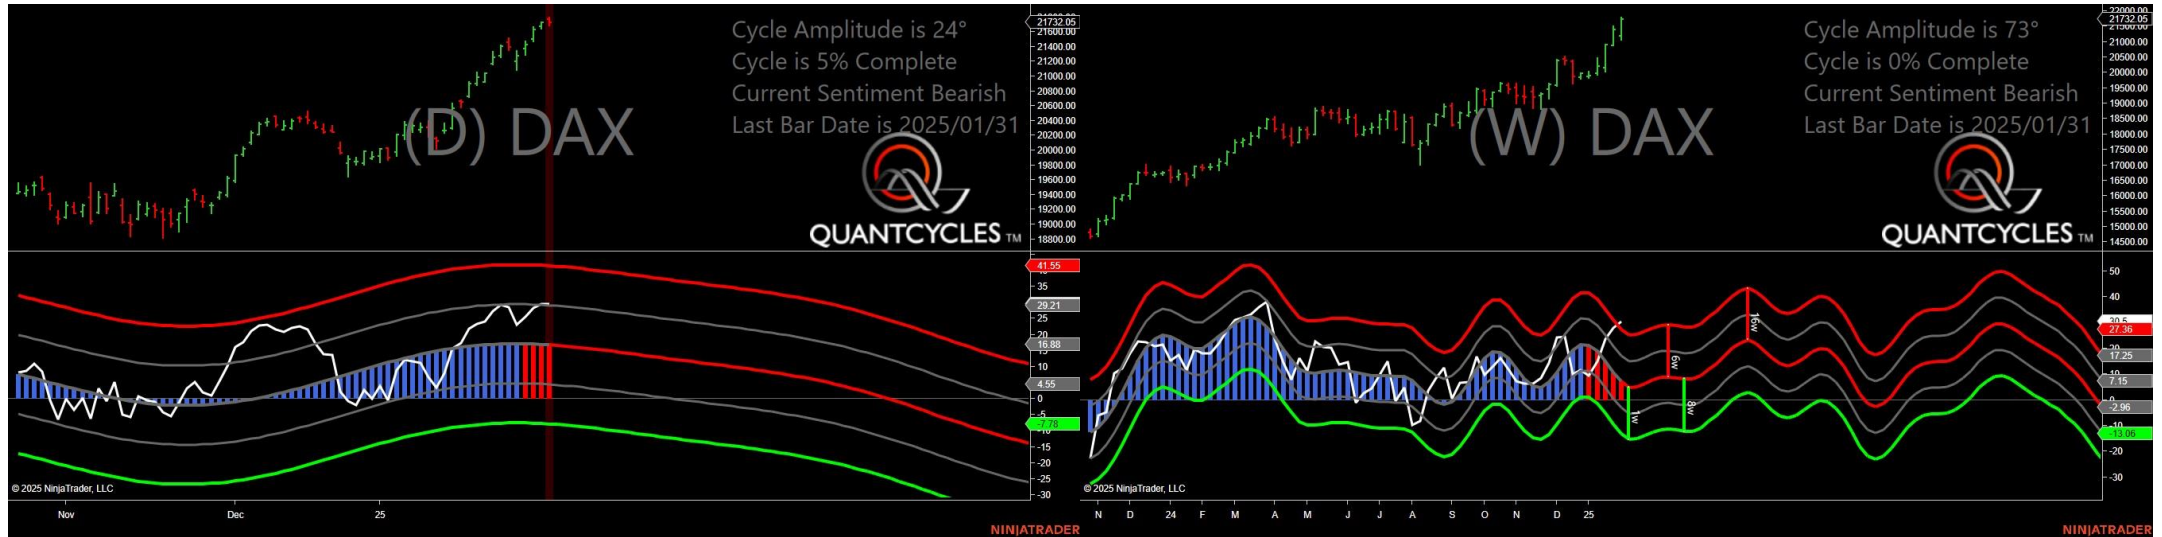 Cycle Amplitude is 24°
Cycle is 5% Complete
Current Sentiment Bearish
Last Bar Date is 2025/01/31
(D) DAX
QUANTCYCLES TM
21732.05
21600.00
21400.00
21200.00
21000.00
20800.00
20600.00
20400.00
20200.00
20000.00
19800.00
19600.00
19400.00
19200.00
19000.00
18800.00
41.55
35
29.21
25
20
16.88
10
4.55
0
-5
-7.78
-15
-20
-25
-30
© 2025 NinjaTrader, LLC
Nov
Dec
25
NINJATRADER
Cycle Amplitude is 73°
Cycle is 0% Complete
Current Sentiment Bearish
Last Bar Date is 2025/01/31
(W) DAX
QUANTCYCLES TM
22000.00
21732.05
21000.00
20500.00
20000.00
19500.00
19000.00
18500.00
18000.00
17500.00
17000.00
16500.00
16000.00
15500.00
15000.00
14500.00
50
40
30.5
27.36
17.25
7.15
0
-2.96
-13.06
-20
-30
1w
6w
8w
16w
© 2025 NinjaTrader, LLC
N D 24 F M A M J J A S O N D 25
NINJATRADER